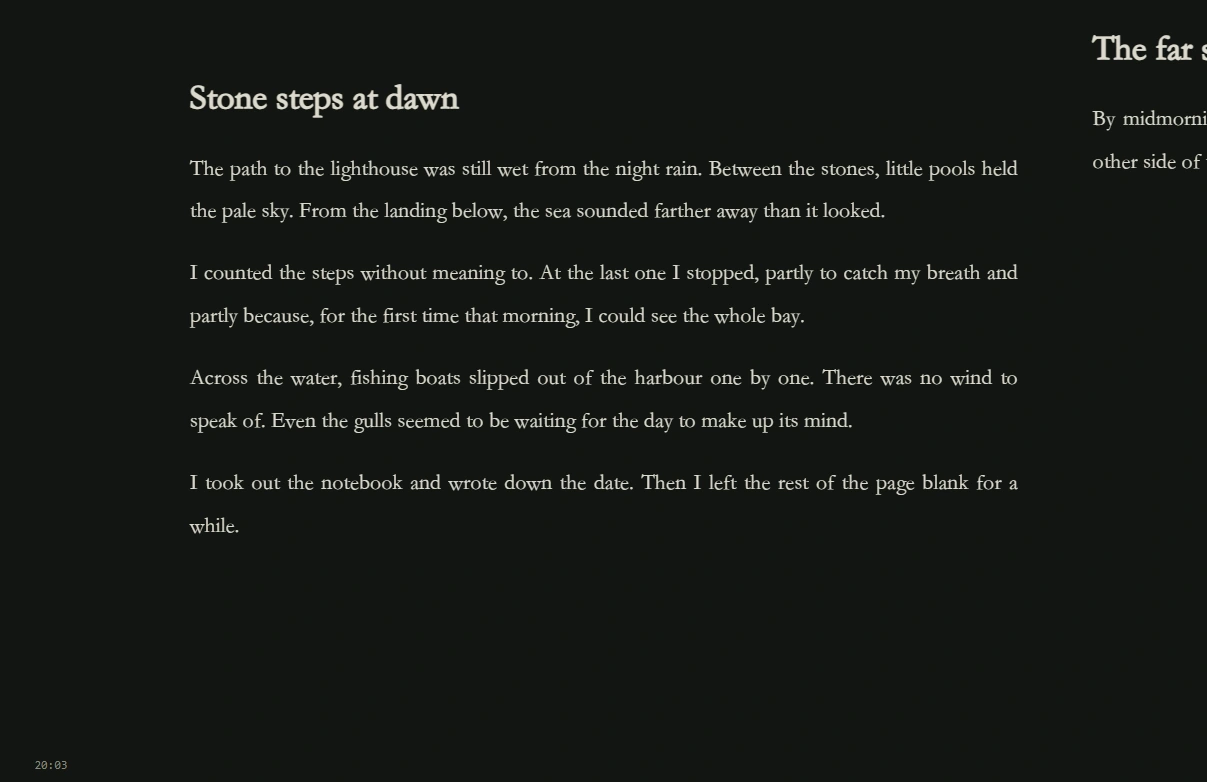 Stone steps at dawn
The path to the lighthouse was still wet from the night rain. Between the stones, little pools held
the pale sky. From the landing below, the sea sounded farther away than it looked.
I counted the steps without meaning to. At the last one I stopped, partly to catch my breath and
partly because, for the first time that morning, I could see the whole bay.
Across the water, fishing boats slipped out of the harbour one by one. There was no wind to
speak of. Even the gulls seemed to be waiting for the day to make up its mind.
I took out the notebook and wrote down the date. Then I left the rest of the page blank for a
while.
The far
By
other side of
20:03